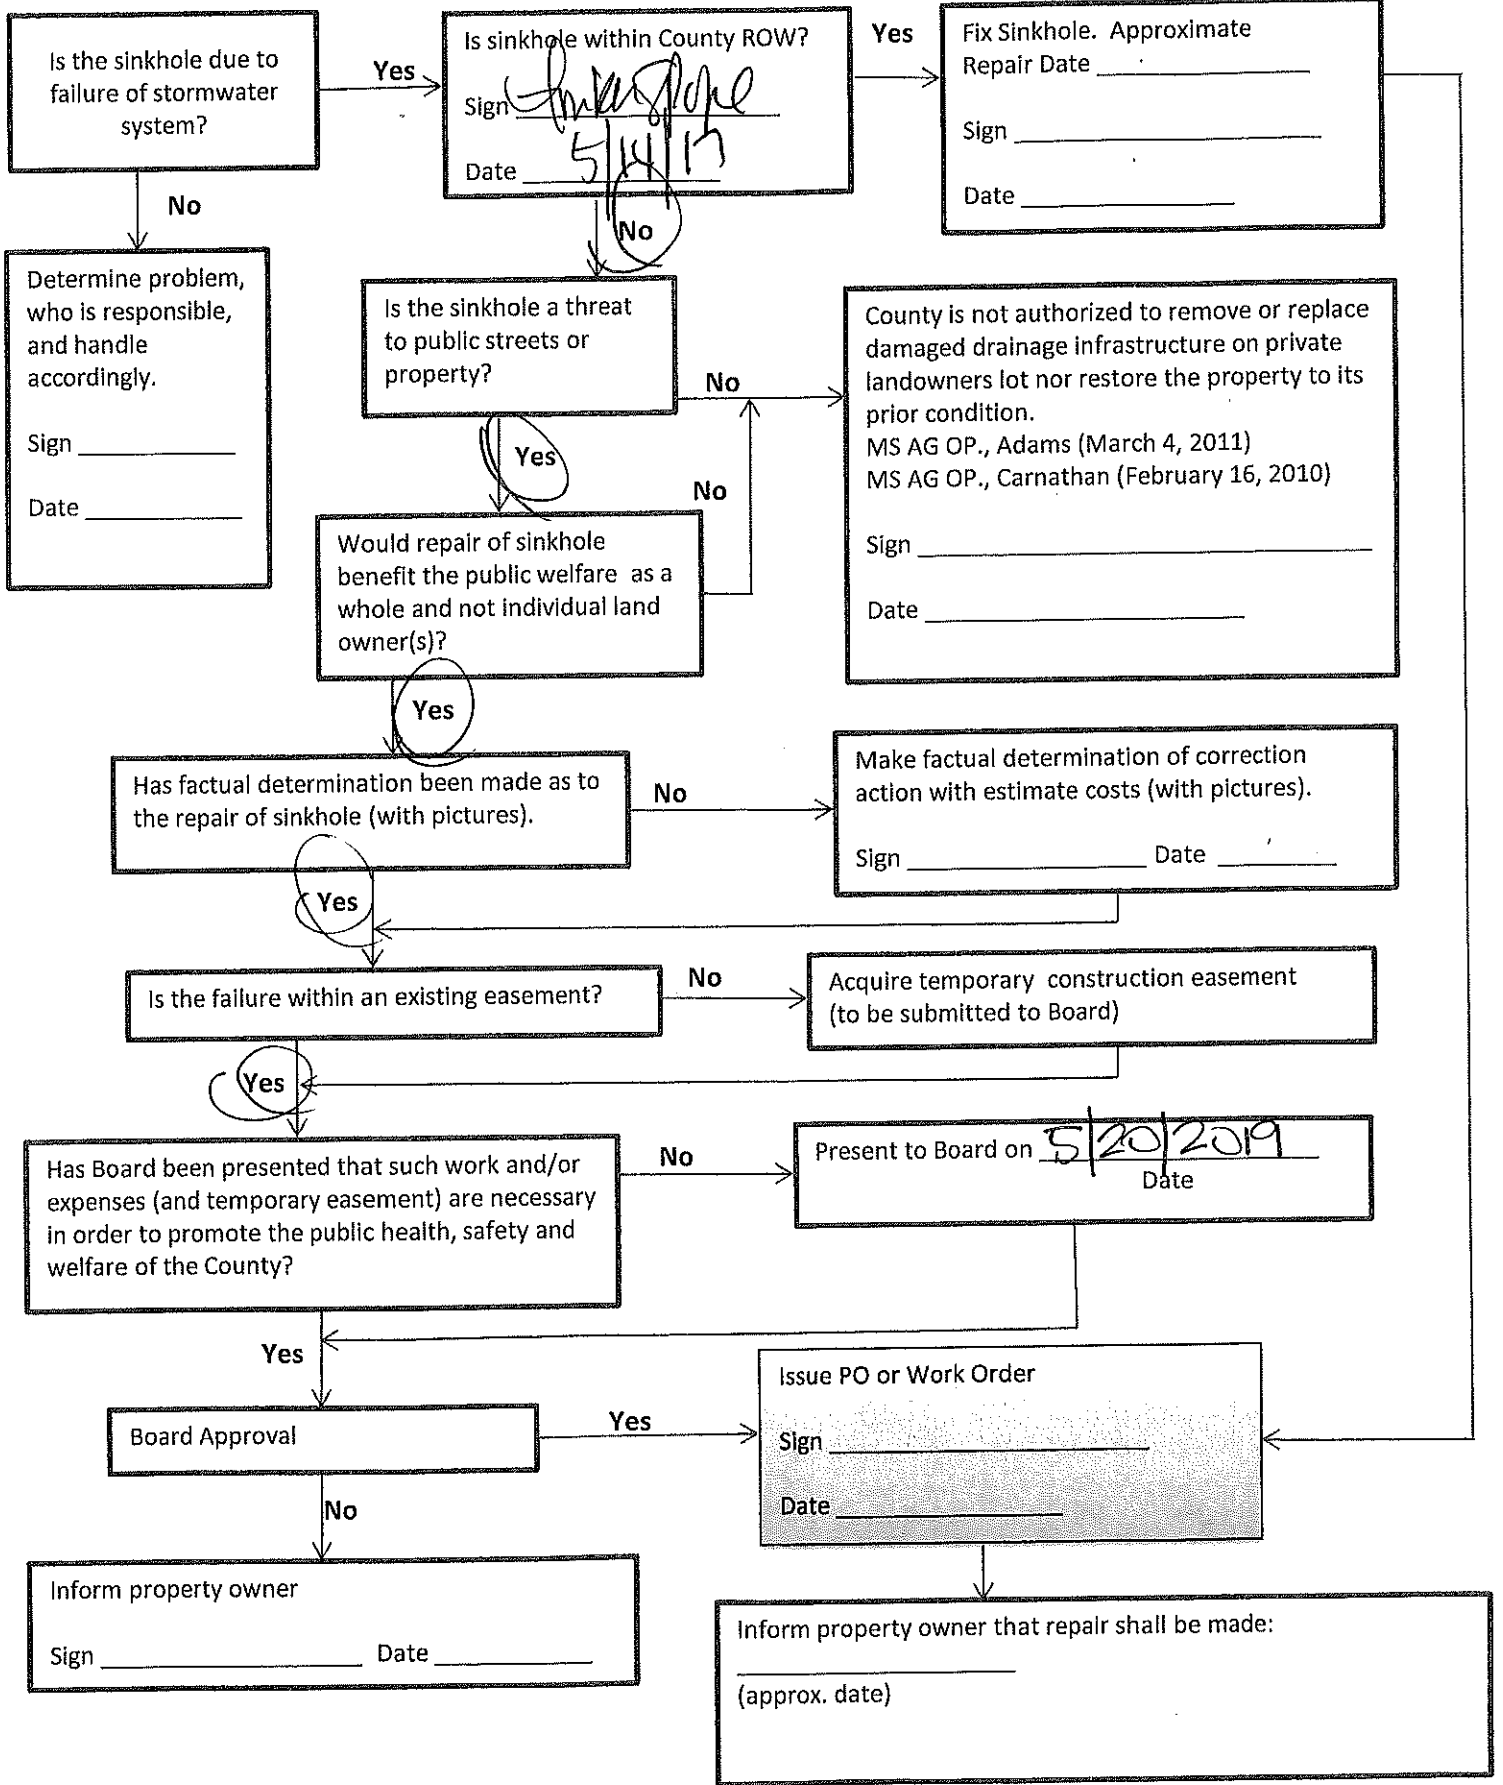 Is the sinkhole due to
failure of stormwater
system?
Yes
No
Is sinkhole within County ROW?
Sign
Date 5/14/19
Yes
No
Fix Sinkhole. Approximate
Repair Date
Sign
Date
Determine problem,
who is responsible,
and handle
accordingly.
Sign
Date
Is the sinkhole a threat
to public streets or
property?
No
Yes
County is not authorized to remove or replace
damaged drainage infrastructure on private
landowners lot nor restore the property to its
prior condition.
MS AG OP., Adams (March 4, 2011)
MS AG OP., Carnathan (February 16, 2010)
Sign
Date
No
Would repair of sinkhole
benefit the public welfare as a
whole and not individual land
owner(s)?
Yes
Has factual determination been made as to
the repair of sinkhole (with pictures).
No
Make factual determination of correction
action with estimate costs (with pictures).
Sign Date
Yes
Is the failure within an existing easement?
No
Acquire temporary construction easement
(to be submitted to Board)
Yes
Has Board been presented that such work and/or
expenses (and temporary easement) are necessary
in order to promote the public health, safety and
welfare of the County?
No
Present to Board on 5/20/2019
Date
Yes
Board Approval
Yes
Issue PO or Work Order
Sign
Date
No
Inform property owner
Sign Date
Inform property owner that repair shall be made:
(approx. date)